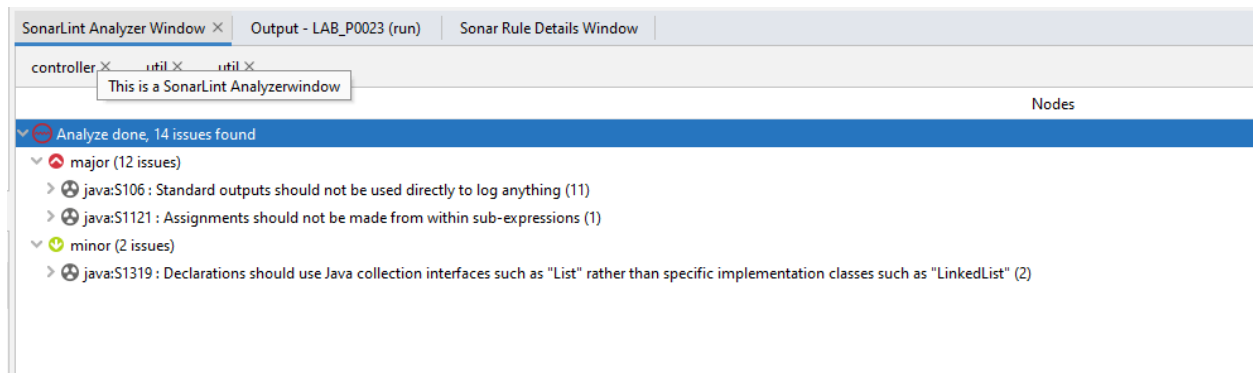 SonarLint Analyzer Window × Output - LAB_P0023 (run) Sonar Rule Details Window
controller × util × util ×
This is a SonarLint Analyzerwindow
Nodes
Analyze done, 14 issues found
major (12 issues)
java:S106 : Standard outputs should not be used directly to log anything (11)
java:S1121 : Assignments should not be made from within sub-expressions (1)
minor (2 issues)
java:S1319 : Declarations should use Java collection interfaces such as "List" rather than specific implementation classes such as "LinkedList" (2)